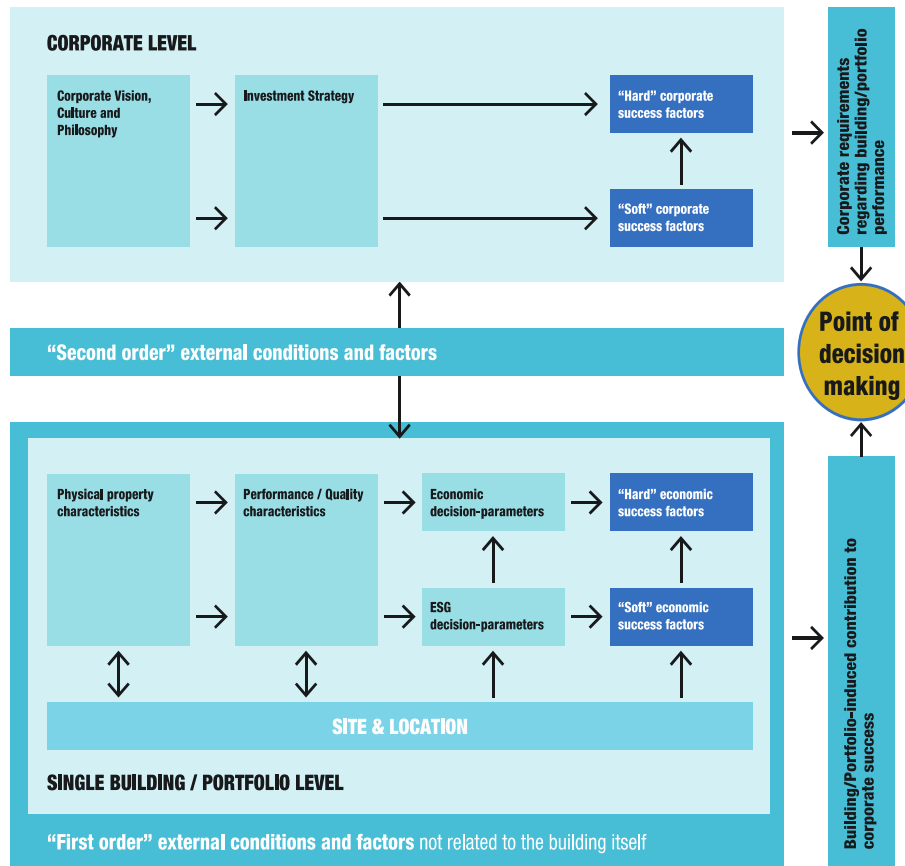 CORPORATE LEVEL
Corporate Vision,
Culture and
Philosophy
Investment Strategy
“Hard” corporate
success factors
“Soft” corporate
success factors
Corporate requirements
regarding building/portfolio
performance
“Second order” external conditions and factors
Point of
decision
making
Physical property
characteristics
Performance / Quality
characteristics
Economic
decision-parameters
“Hard” economic
success factors
ESG
decision-parameters
“Soft” economic
success factors
SITE & LOCATION
SINGLE BUILDING / PORTFOLIO LEVEL
“First order” external conditions and factors not related to the building itself
Building/Portfolio-induced contribution to
corporate success